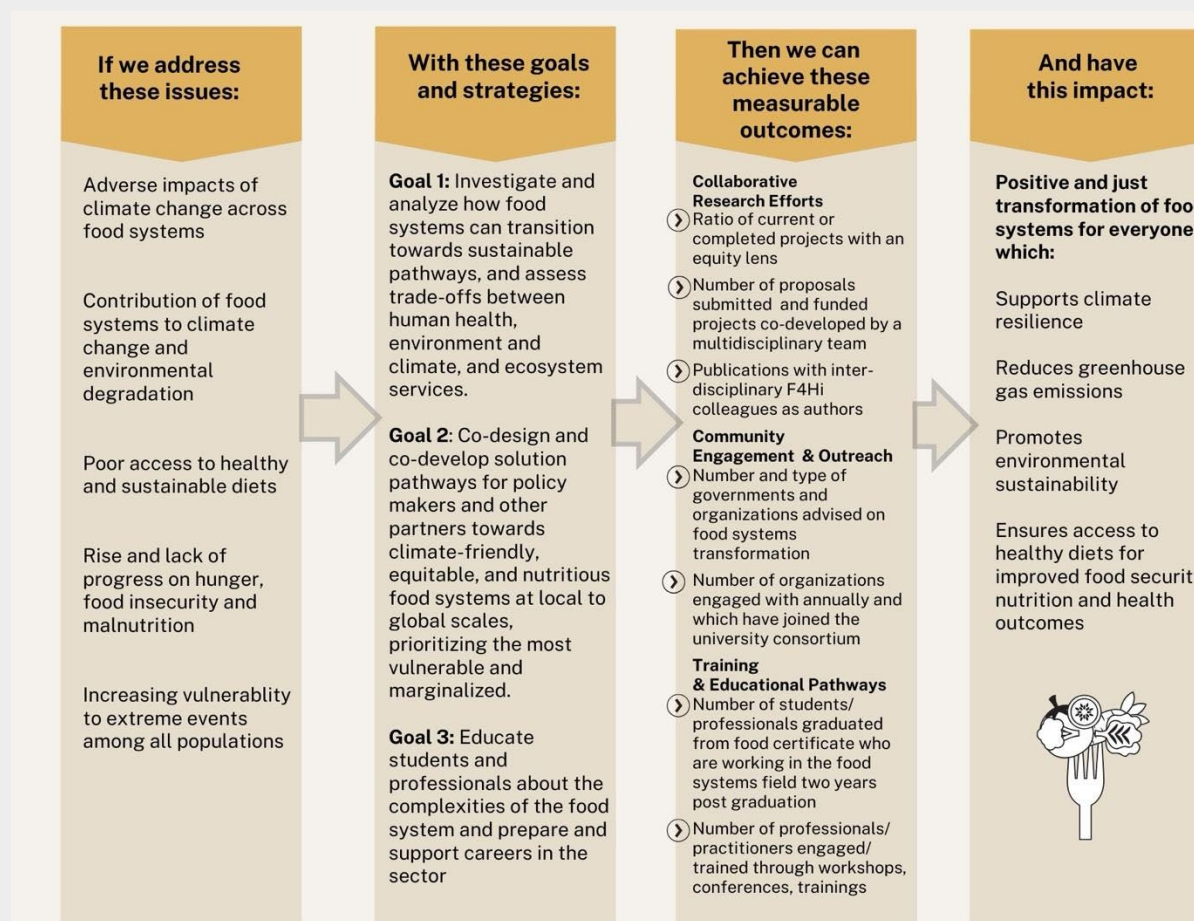 If we address
these issues:
Adverse impacts of
climate change across
food systems
Contribution of food
systems to climate
change and
environmental
degradation
Poor access to healthy
and sustainable diets
Rise and lack of
progress on hunger,
food insecurity and
malnutrition
Increasing vulnerablity
to extreme events
among all populations
With these goals
and strategies:
Goal 1: Investigate and
analyze how food
systems can transition
towards sustainable
pathways, and assess
trade-offs between
human health,
environment and
climate, and ecosystem
services.
Goal 2: Co-design and
co-develop solution
pathways for policy
makers and other
partners towards
climate-friendly,
equitable, and nutritious
food systems at local to
global scales,
prioritizing the most
vulnerable and
marginalized.
Goal 3: Educate
students and
professionals about the
complexities of the food
system and prepare and
support careers in the
sector
Then we can
achieve these
measurable
outcomes:
Collaborative
Research Efforts
Ratio of current or
completed projects with an
equity lens
Number of proposals
submitted and funded
projects co-developed by a
multidisciplinary team
Publications with inter-
disciplinary F4Hi
colleagues as authors
Community
Engagement & Outreach
Number and type of
governments and
organizations advised on
food systems
transformation
Number of organizations
engaged with annually and
which have joined the
university consortium
Training
& Educational Pathways
Number of students/
professionals graduated
from food certificate who
are working in the food
systems field two years
post graduation
Number of professionals/
practitioners engaged/
trained through workshops,
conferences, trainings
And have
this impact:
Positive and just
transformation of foo
systems for everyone
which:
Supports climate
resilience
Reduces greenhouse
gas emissions
Promotes
environmental
sustainability
Ensures access to
healthy diets for
improved food securit
nutrition and health
outcomes